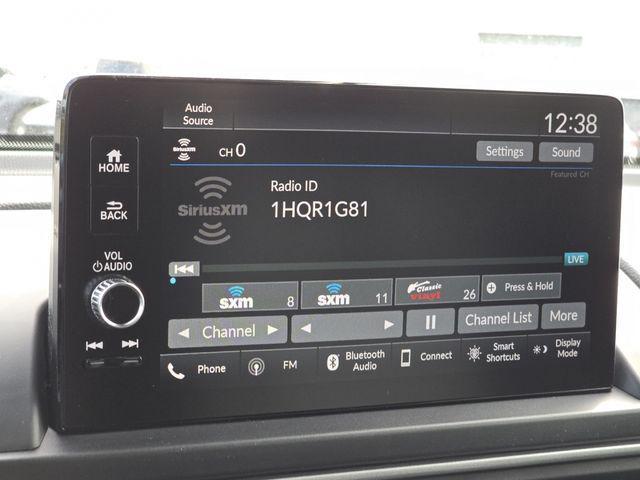 Audio
Source
12:38
SiriusXM
CH 0
Settings
Sound
Featured CH
HOME
BACK
VOL
AUDIO
SiriusXM
Radio ID
1HQR1G81
LIVE
sxm 8
sxm 11
Classic
vinyl 26
Press & Hold
Channel
Channel List
More
Phone
FM
Bluetooth
Audio
Connect
Smart
Shortcuts
Display
Mode